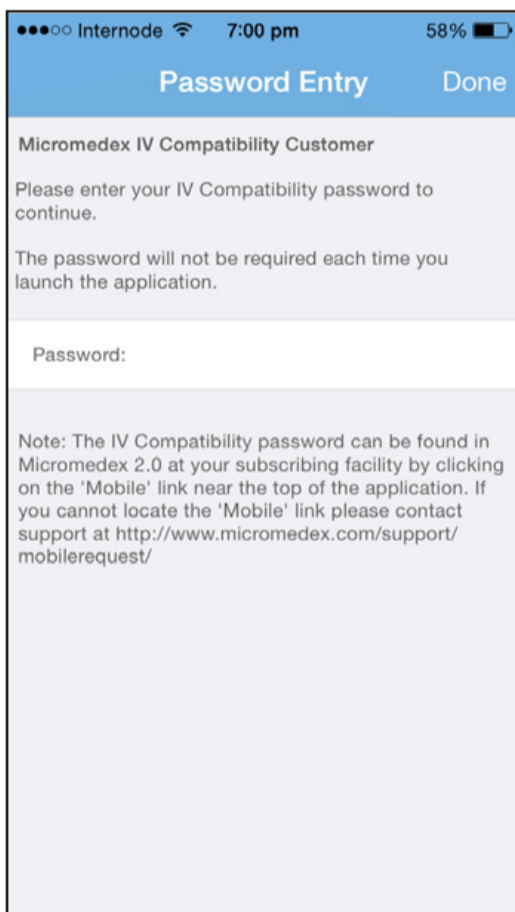 ●●●○○ Internode 7:00 pm 58%
Password Entry Done
Micromedex IV Compatibility Customer
Please enter your IV Compatibility password to
continue.
The password will not be required each time you
launch the application.
Password:
Note: The IV Compatibility password can be found in
Micromedex 2.0 at your subscribing facility by clicking
on the 'Mobile' link near the top of the application. If
you cannot locate the 'Mobile' link please contact
support at http://www.micromedex.com/support/
mobilerequest/